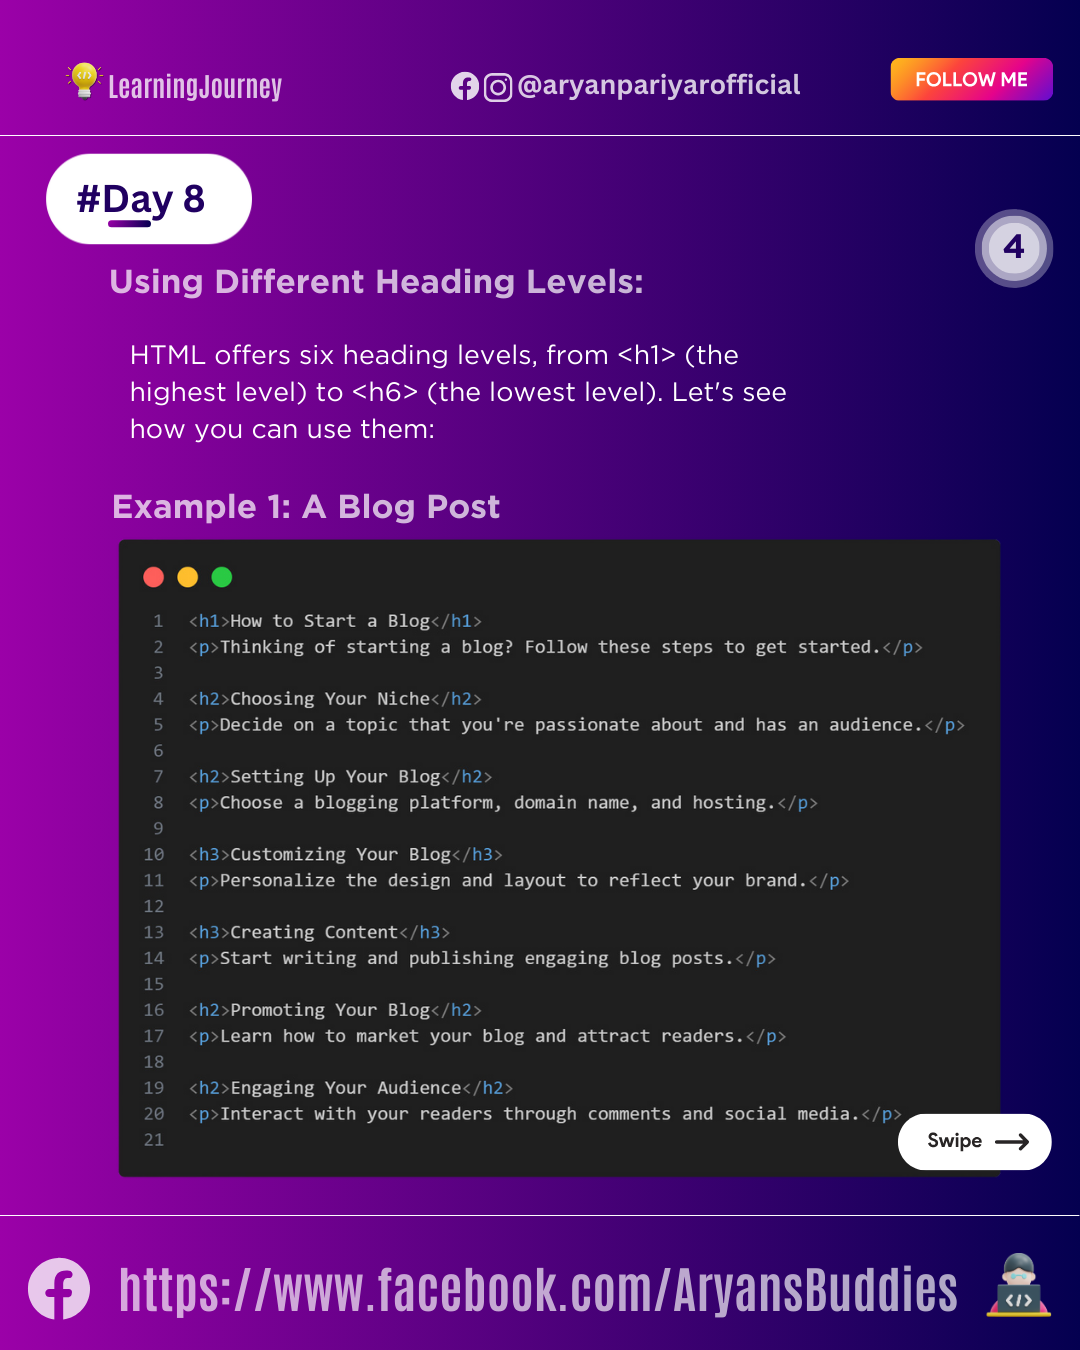 LearningJourney
@aryanpariyarofficial
FOLLOW ME
#Day 8
4
Using Different Heading Levels:
HTML offers six heading levels, from <h1> (the
highest level) to <h6> (the lowest level). Let's see
how you can use them:
Example 1: A Blog Post
1 <h1>How to Start a Blog</h1>
2 <p>Thinking of starting a blog? Follow these steps to get started.</p>
3
4 <h2>Choosing Your Niche</h2>
5 <p>Decide on a topic that you're passionate about and has an audience.</p>
6
7 <h2>Setting Up Your Blog</h2>
8 <p>Choose a blogging platform, domain name, and hosting.</p>
9
10 <h3>Customizing Your Blog</h3>
11 <p>Personalize the design and layout to reflect your brand.</p>
12
13 <h3>Creating Content</h3>
14 <p>Start writing and publishing engaging blog posts.</p>
15
16 <h2>Promoting Your Blog</h2>
17 <p>Learn how to market your blog and attract readers.</p>
18
19 <h2>Engaging Your Audience</h2>
20 <p>Interact with your readers through comments and social media.</p>
21
Swipe
https://www.facebook.com/AryansBuddies